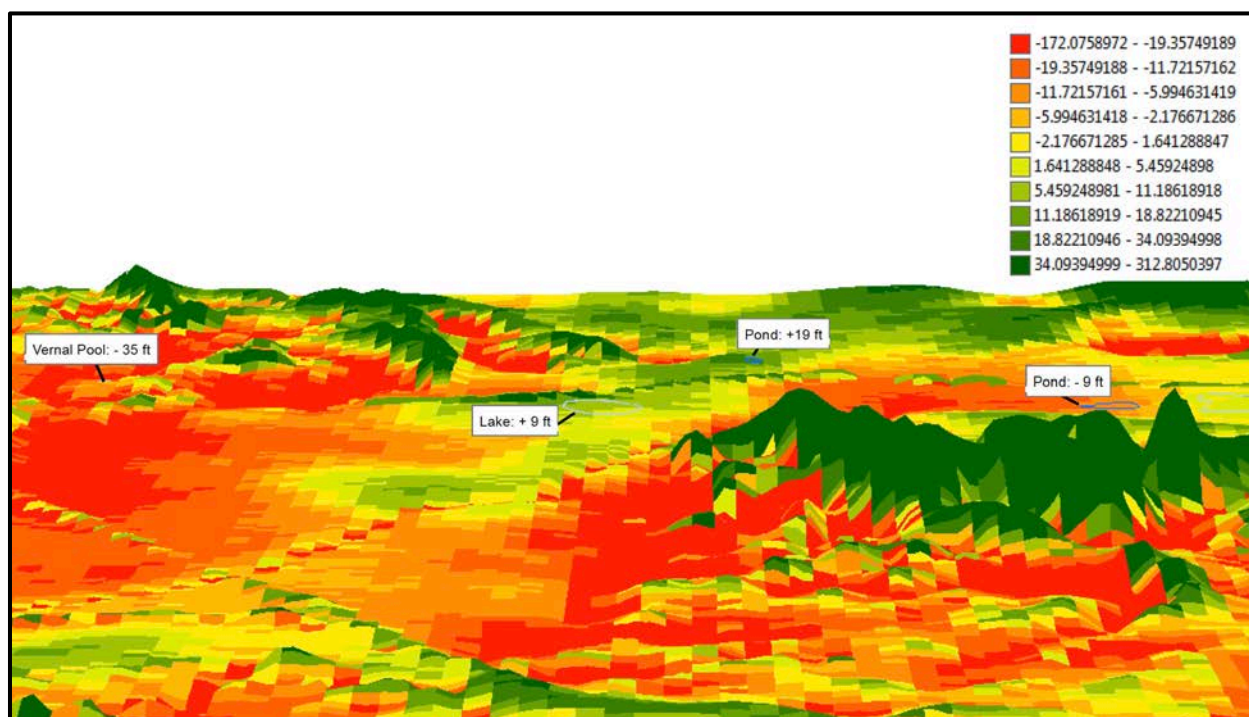 -172.0758972 - -19.35749189
-19.35749188 - -11.72157162
-11.72157161 - -5.994631419
-5.994631418 - -2.176671286
-2.176671285 - 1.641288847
1.641288848 - 5.45924898
5.459248981 - 11.18618918
11.18618919 - 18.82210945
18.82210946 - 34.09394998
34.09394999 - 312.8050397
Pond: +19 ft
Vernal Pool: - 35 ft
Pond: - 9 ft
Lake: + 9 ft